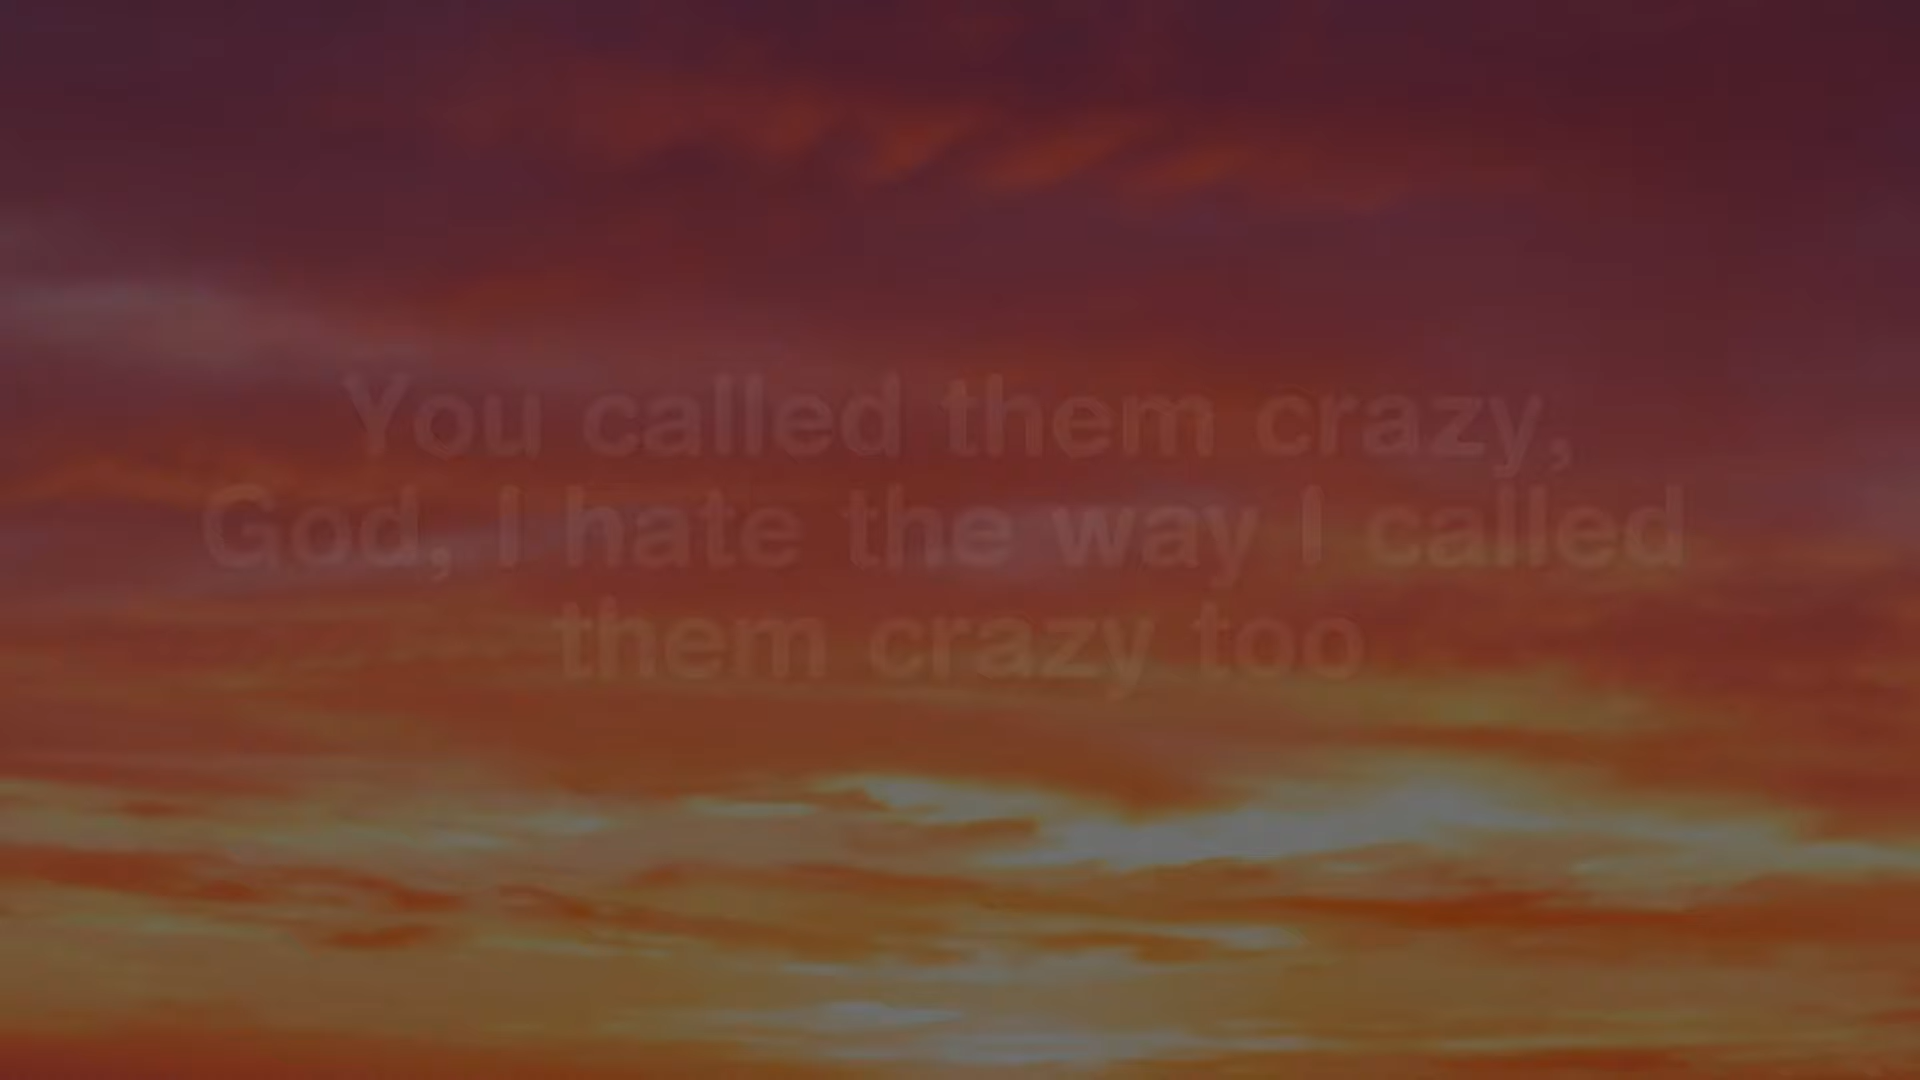 You called them crazy,
God, I hate the way I called
them crazy too